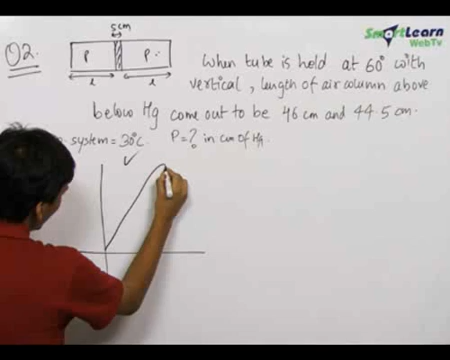 SmartLearn
WebTv
5cm
Q2.
P P
l l
When tube is hold at 60° with
vertical, length of air column above
below Hg come out to be 46 cm and 44.5 cm.
system = 30°C. P = ? in cm of Hg.